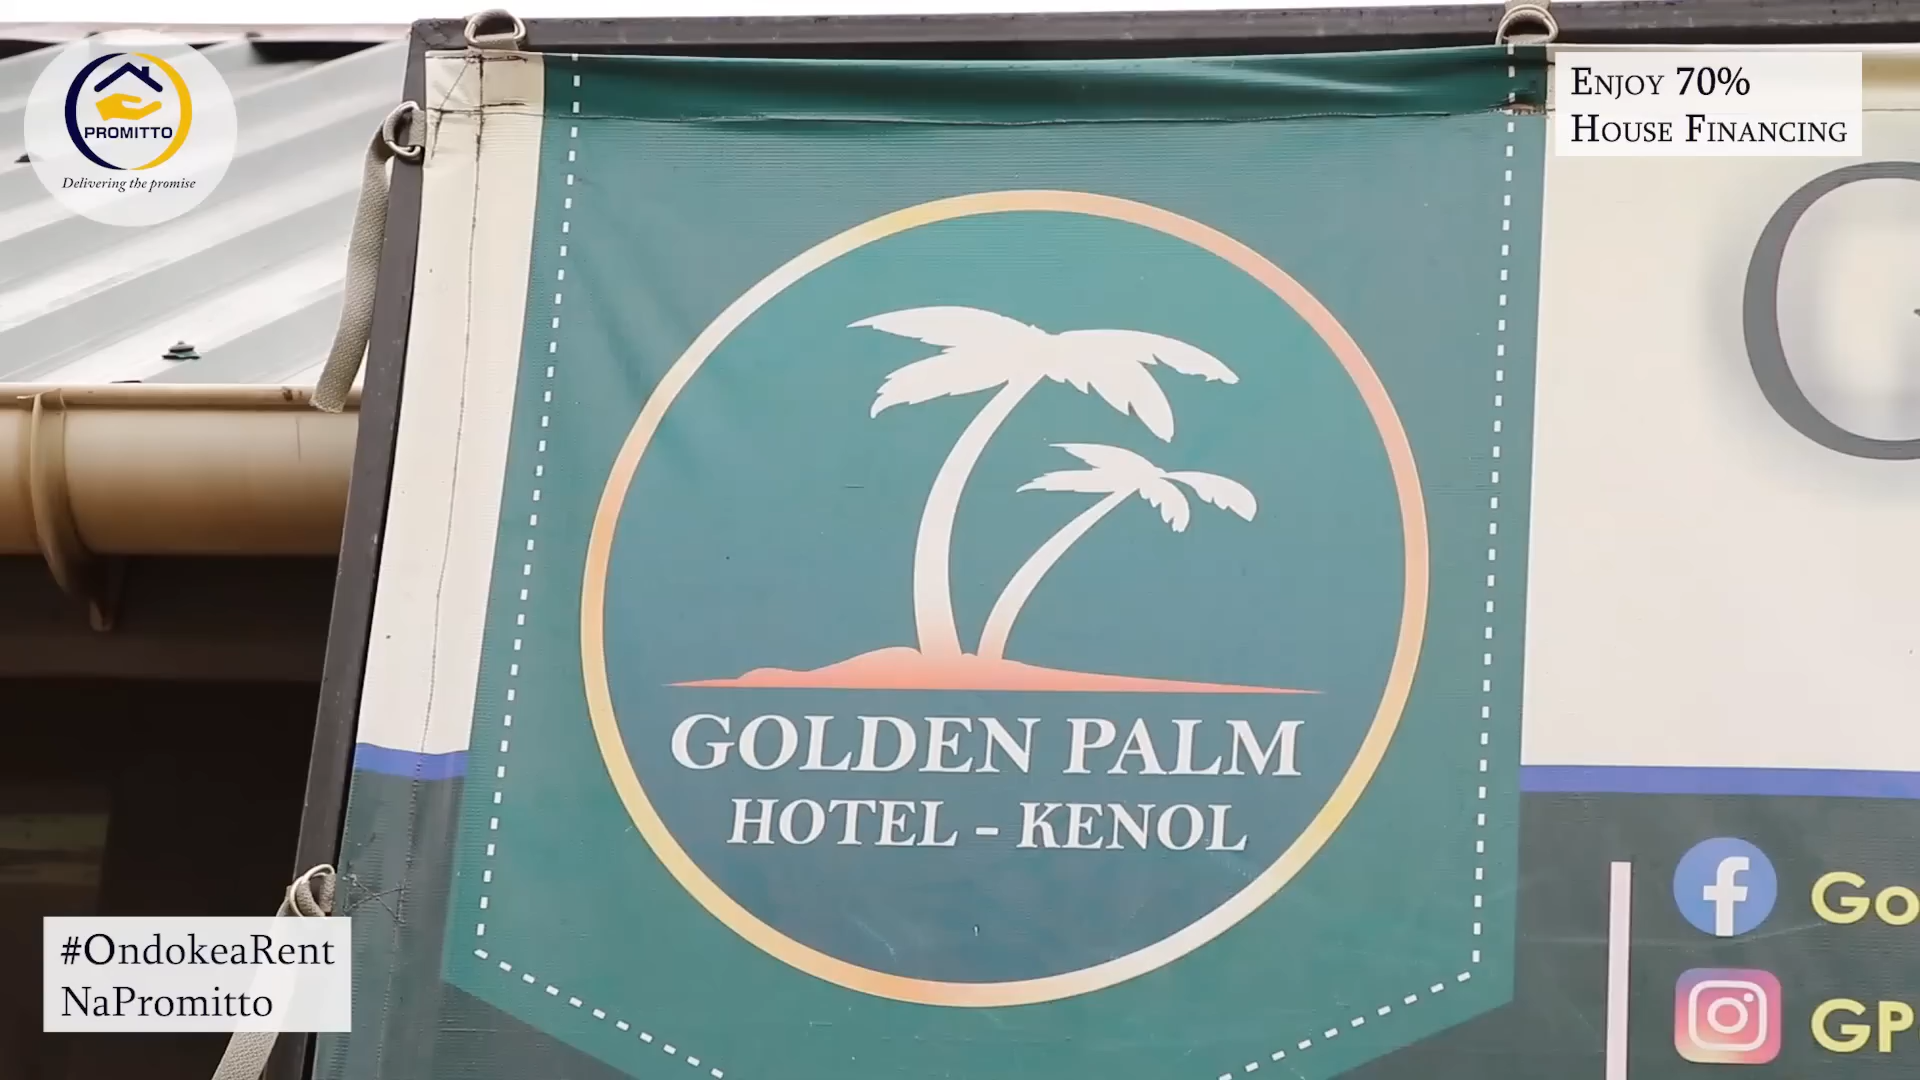 PROMITTO
Delivering the promise
ENJOY 70%
HOUSE FINANCING
GOLDEN PALM
HOTEL - KENOL
#OndokeaRent
NaPromitto